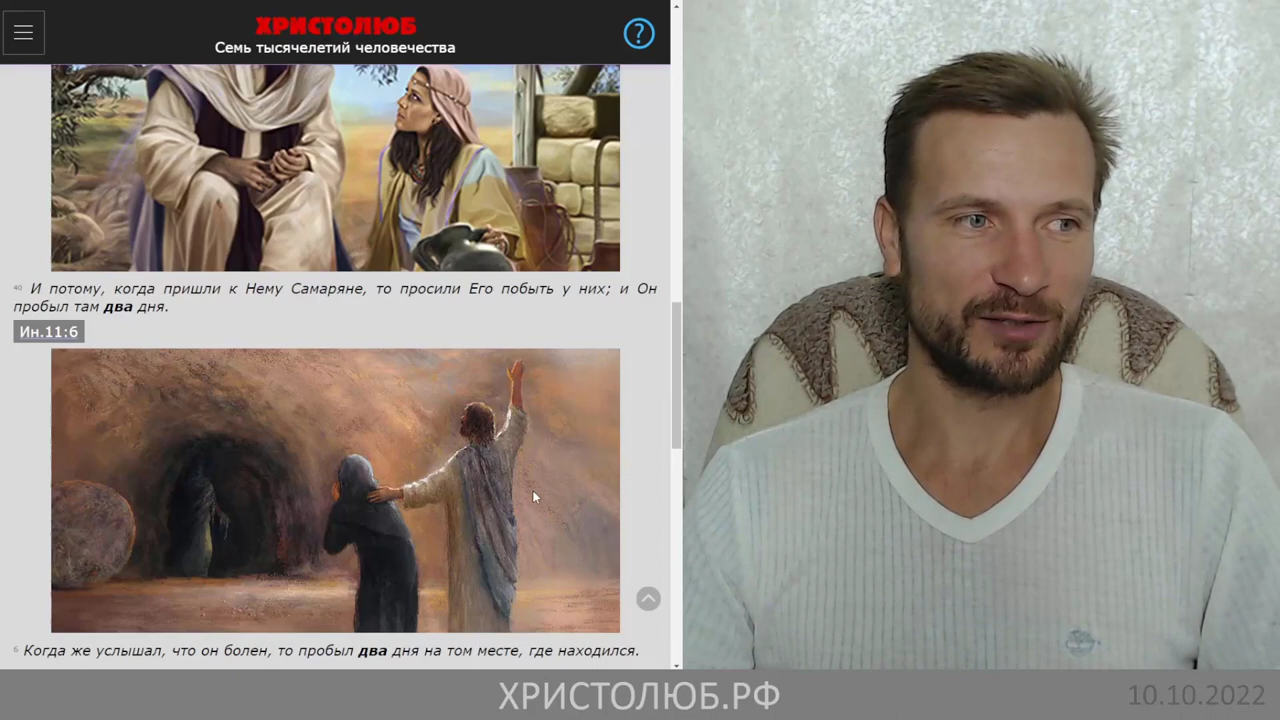 ХРИСТОЛЮБ
Семь тысячелетий человечества
?
40 И потому, когда пришли к Нему Самаряне, то просили Его побыть у них; и Он
пробыл там два дня.
Ин.11:6
6 Когда же услышал, что он болен, то пробыл два дня на том месте, где находился.
ХРИСТОЛЮБ.РФ
10.10.2022